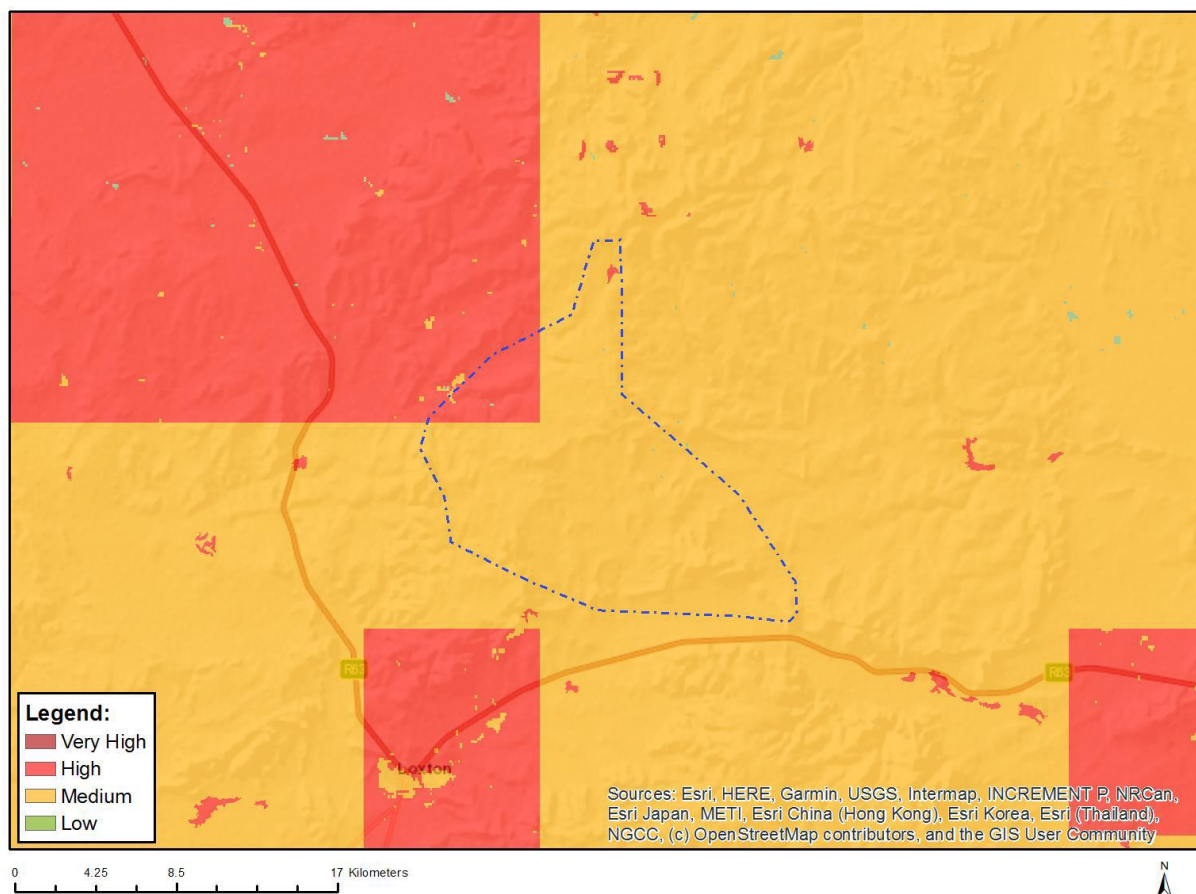 R63
R63
Loxton
Legend:
Very High
High
Medium
Low
Sources: Esri, HERE, Garmin, USGS, Intermap, INCREMENT P, NRCan,
Esri Japan, METI, Esri China (Hong Kong), Esri Korea, Esri (Thailand),
NGCC, (c) OpenStreetMap contributors, and the GIS User Community
0 4.25 8.5 17 Kilometers
N